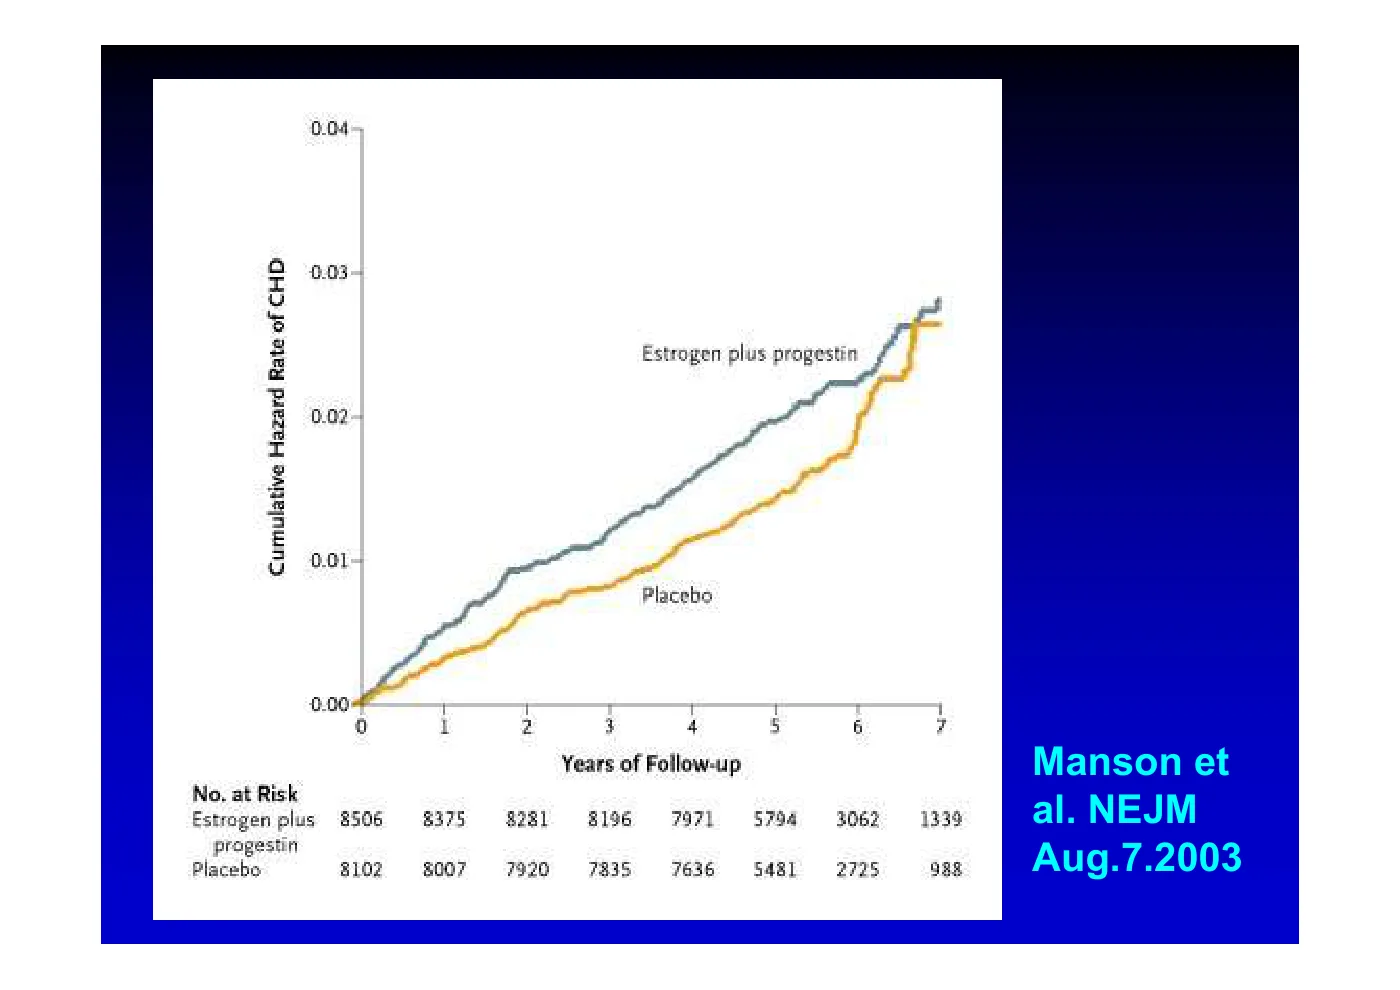 0.04
0.03
0.02
0.01
0.00
Cumulative Hazard Rate of CHD
Estrogen plus progestin
Placebo
0 1 2 3 4 5 6 7
Years of Follow-up
No. at Risk
Estrogen plus 8506 8375 8281 8196 7971 5794 3062 1339
progestin
Placebo 8102 8007 7920 7835 7636 5481 2725 988
Manson et
al. NEJM
Aug.7.2003